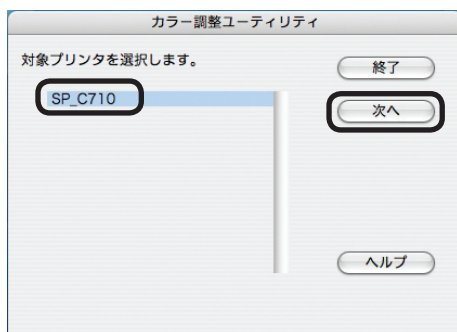 カラー調整ユーティリティ
対象プリンタを選択します。
終了
SP_C710
次へ
ヘルプ